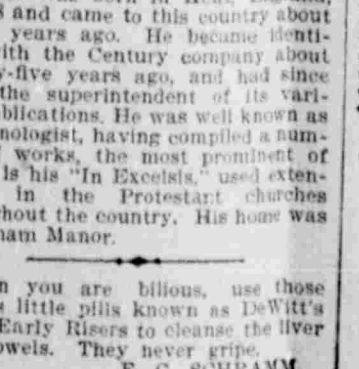 s and came to this country about
years ago. He became identi-
with the Century company about
y-five years ago, and had since
the superintendent of its vari-
blications. He was well known as
nologist, having compiled a num-
works, the most prominent of
is his "In Excelsis," used exten-
in the Protestant churches
hout the country. His home was
ham Manor.
n you are bilious, use those
little pills known as DeWitt's
Early Risers to cleanse the liver
owels. They never gripe.